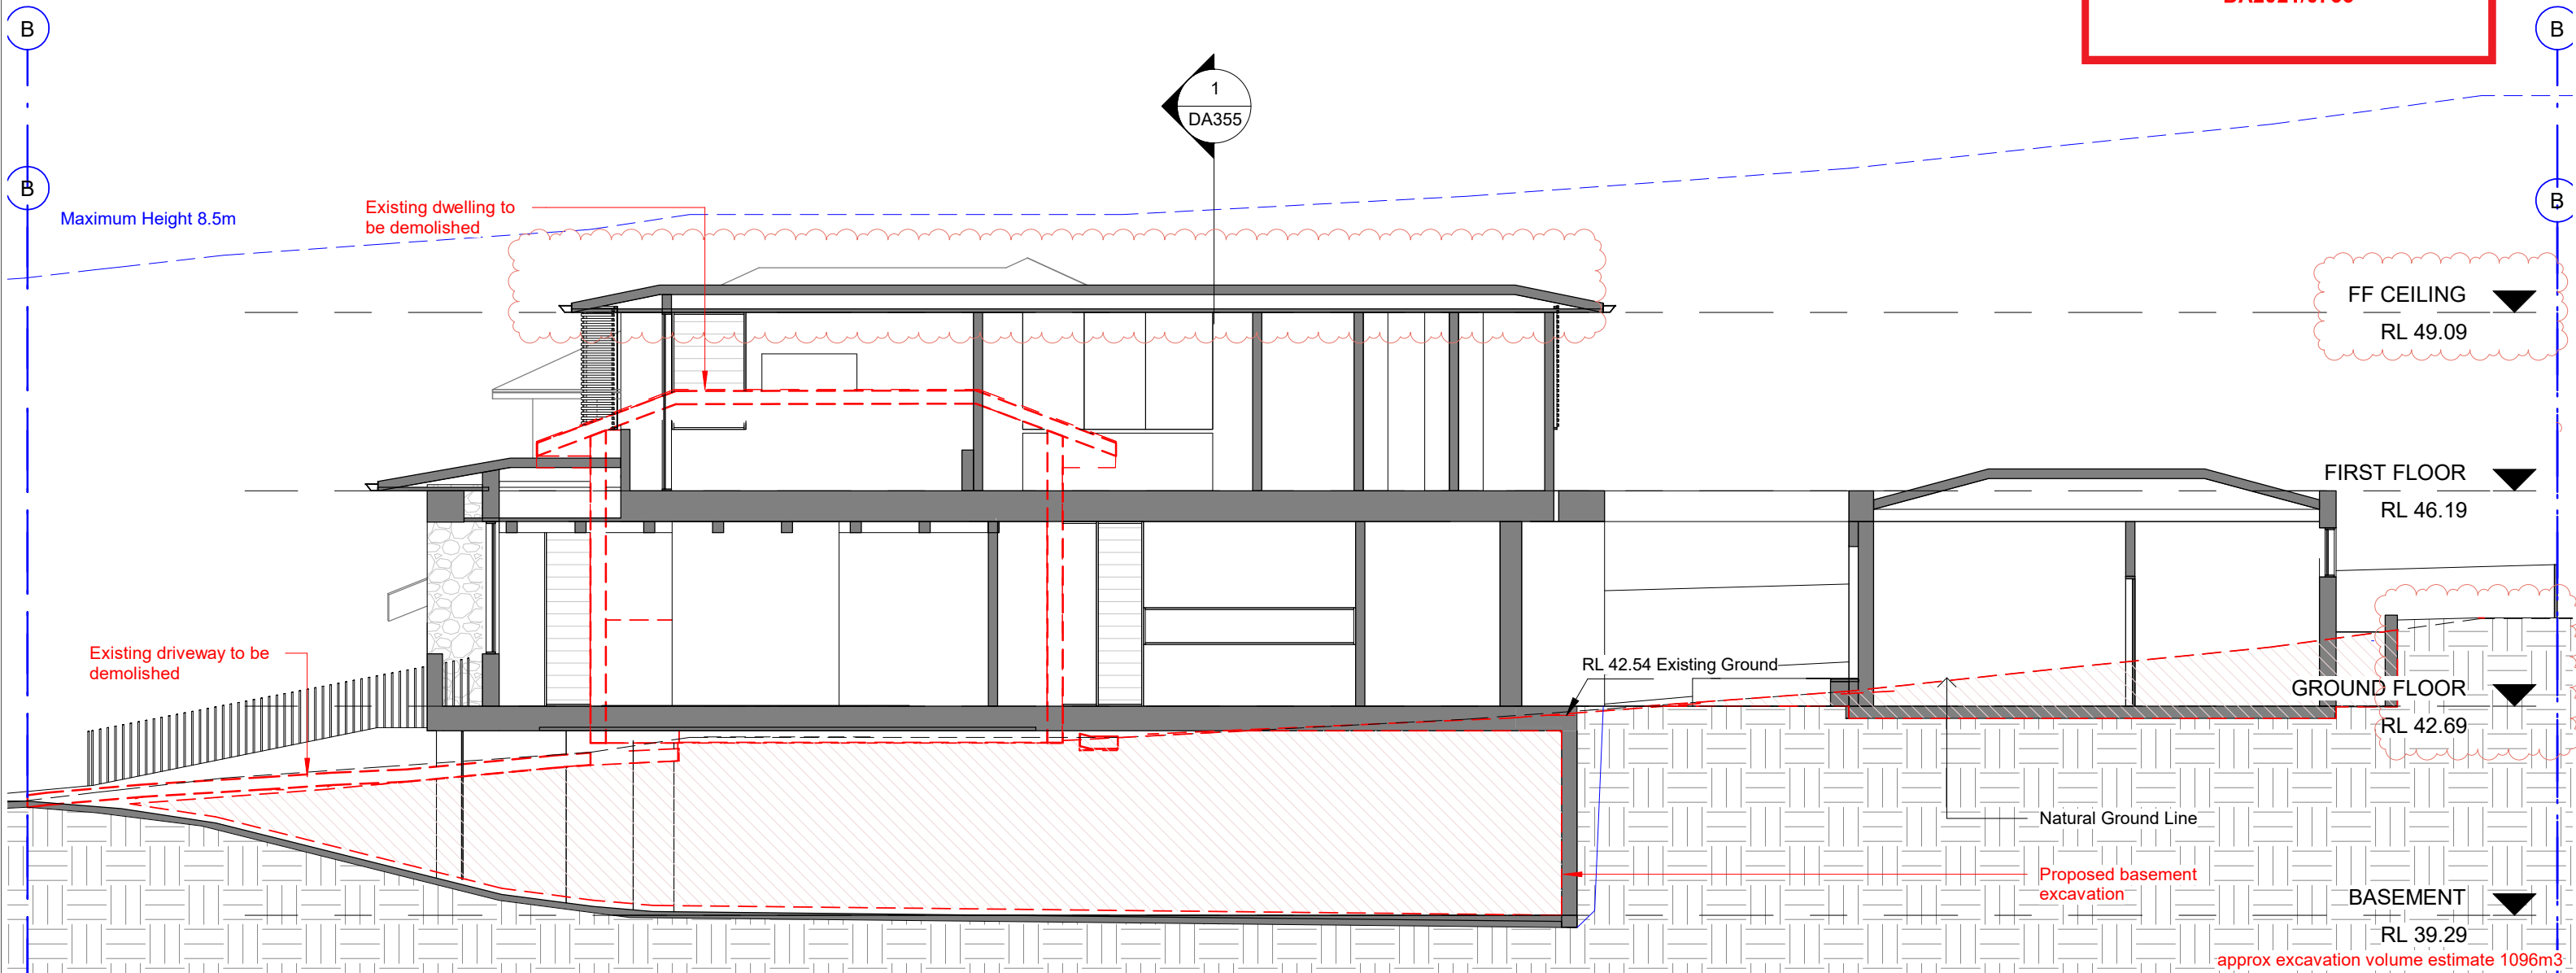 B
B
1
DA355
B
Existing dwelling to
be demolished
B
Maximum Height 8.5m
FF CEILING
RL 49.09
FIRST FLOOR
RL 46.19
Existing driveway to be
demolished
RL 42.54 Existing Ground
GROUND FLOOR
RL 42.69
Natural Ground Line
Proposed basement
excavation
BASEMENT
RL 39.29
approx excavation volume estimate 1096m3